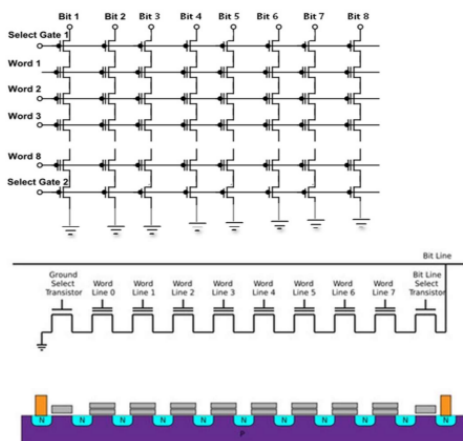 Bit 1 Bit 2 Bit 3 Bit 4 Bit 5 Bit 6 Bit 7 Bit 8
Select Gate 1
Word 1
Word 2
Word 3
Word 8
Select Gate 2
Bit Line
Ground Select Transistor
Word Line 0
Word Line 1
Word Line 2
Word Line 3
Word Line 4
Word Line 5
Word Line 6
Word Line 7
Bit Line Select Transistor
N N N N N N N N N N
P